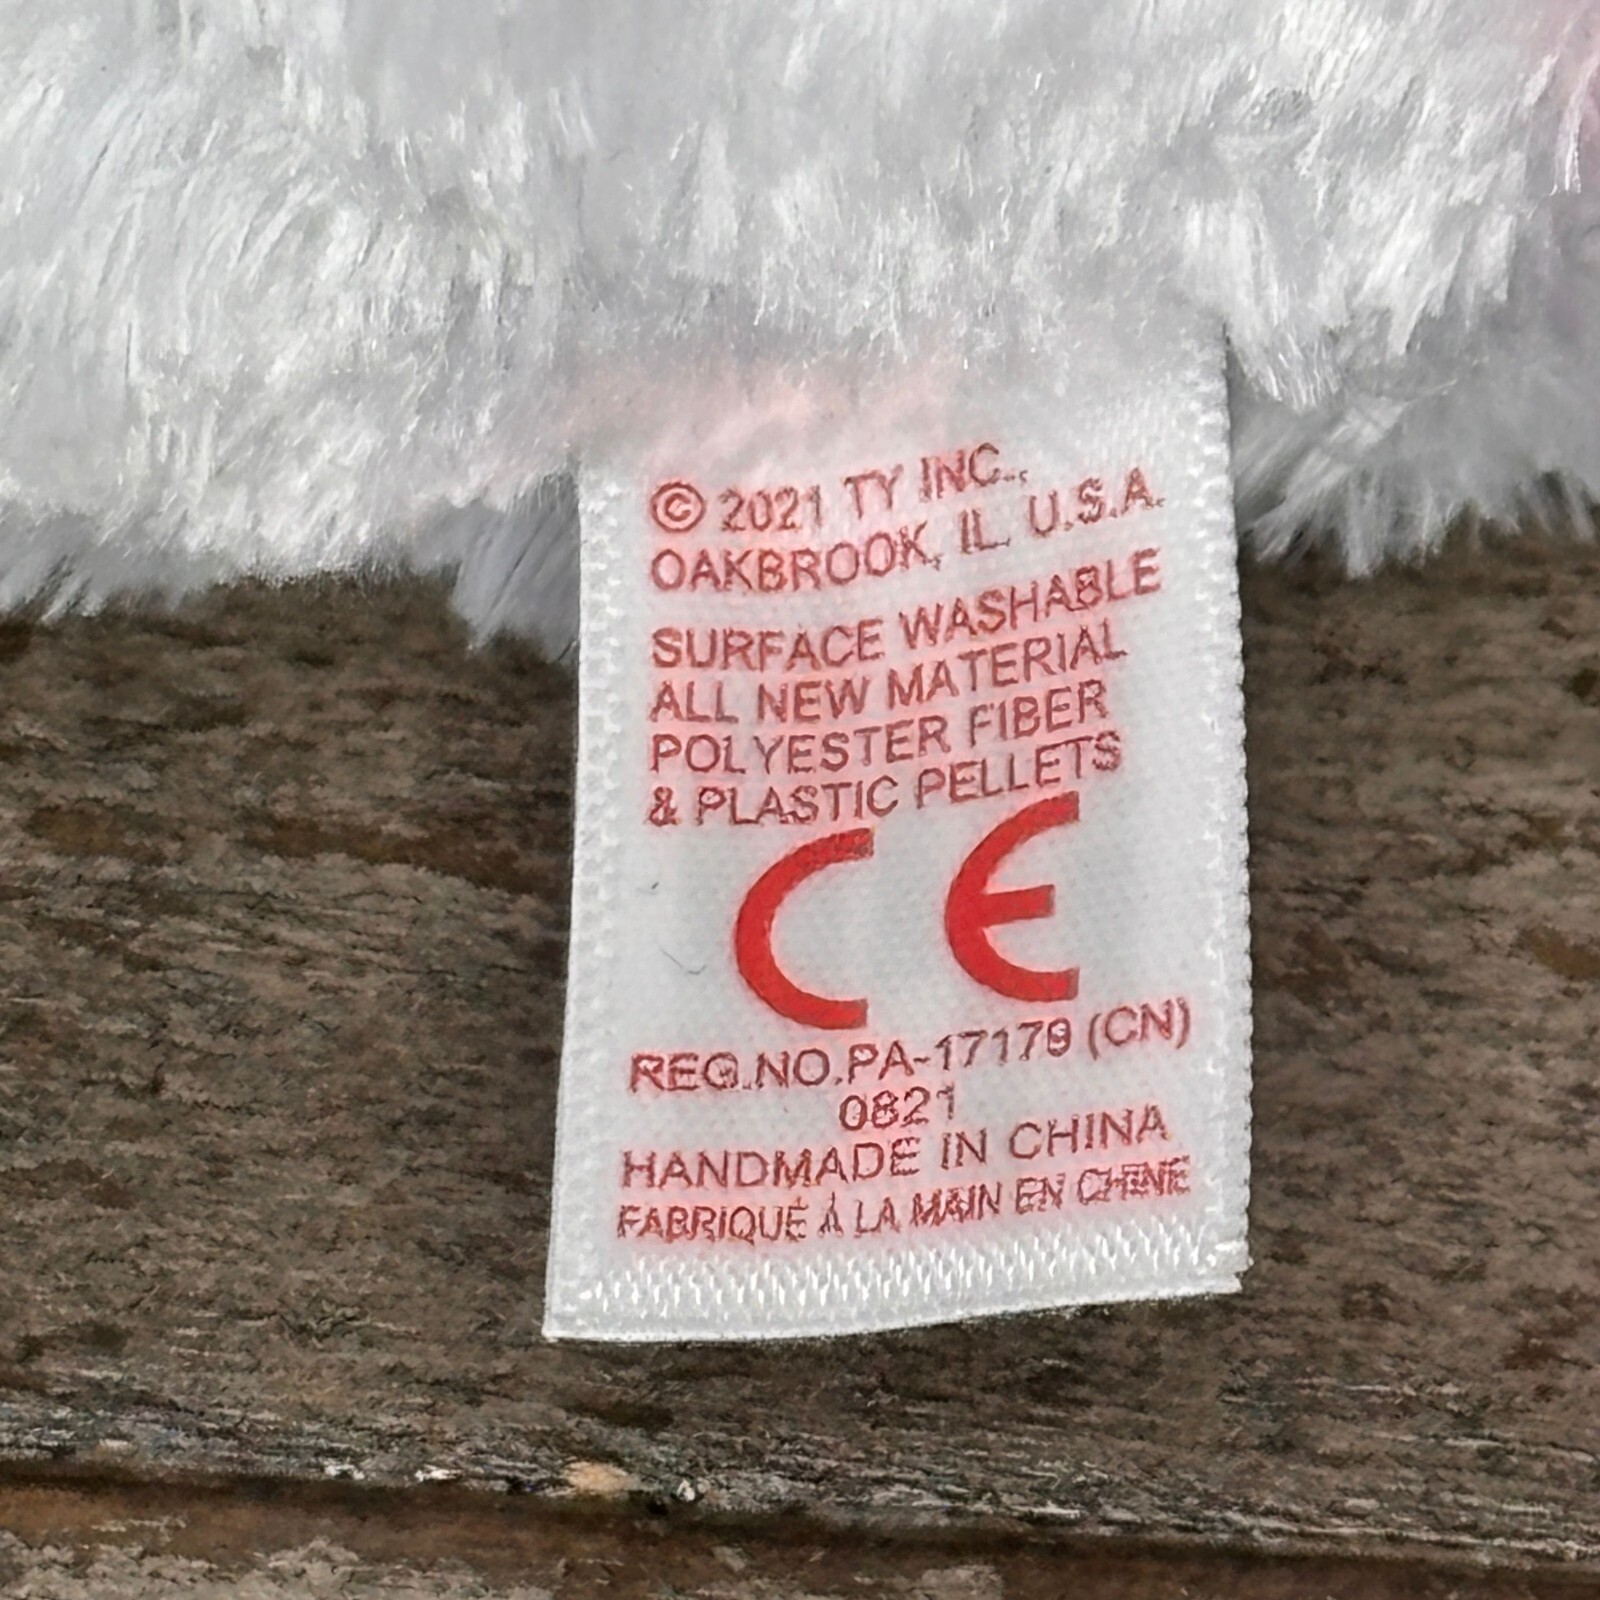 © 2021 TY INC.,
OAKBROOK, IL. U.S.A.
SURFACE WASHABLE
ALL NEW MATERIAL
POLYESTER FIBER
& PLASTIC PELLETS
CE
REG.NO.PA-17179 (CN)
0821
HANDMADE IN CHINA
FABRIQUÉ À LA MAIN EN CHINE